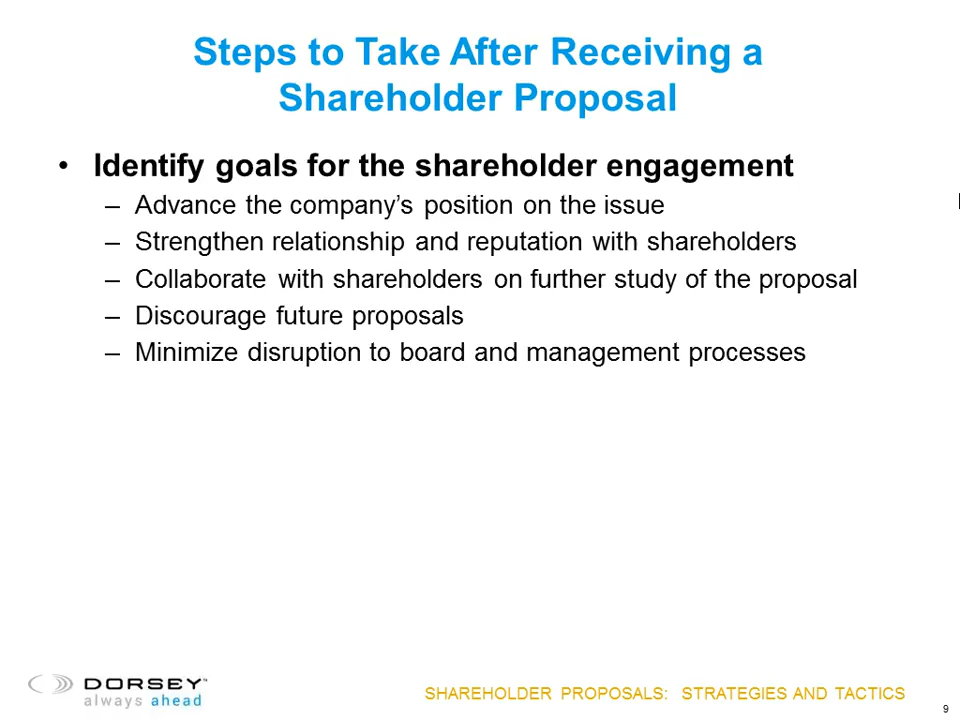 Steps to Take After Receiving a
Shareholder Proposal
• Identify goals for the shareholder engagement
– Advance the company’s position on the issue
– Strengthen relationship and reputation with shareholders
– Collaborate with shareholders on further study of the proposal
– Discourage future proposals
– Minimize disruption to board and management processes
DORSEY™
always ahead
SHAREHOLDER PROPOSALS: STRATEGIES AND TACTICS
9